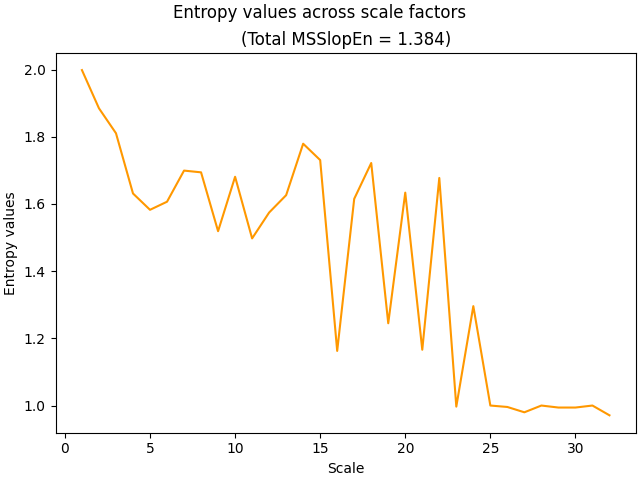 Entropy values across scale factors
(Total MSSlopEn = 1.384)
2.0
1.8
1.6
1.4
1.2
1.0
Entropy values
0 5 10 15 20 25 30
Scale